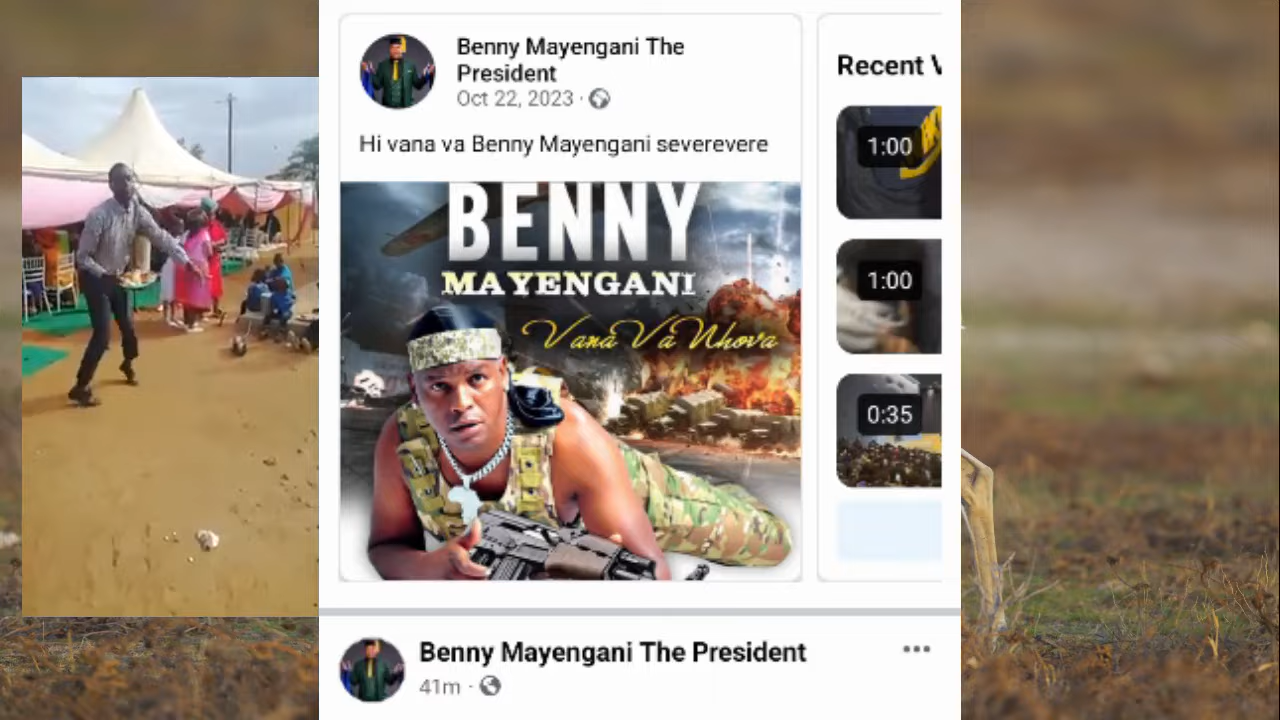 Benny Mayengani The
President
Oct 22, 2023 ·
Hi vana va Benny Mayengani severevere
BENNY
MAYENGANI
Vana Va Nhova
Recent
1:00
1:00
0:35
Benny Mayengani The President
41m ·